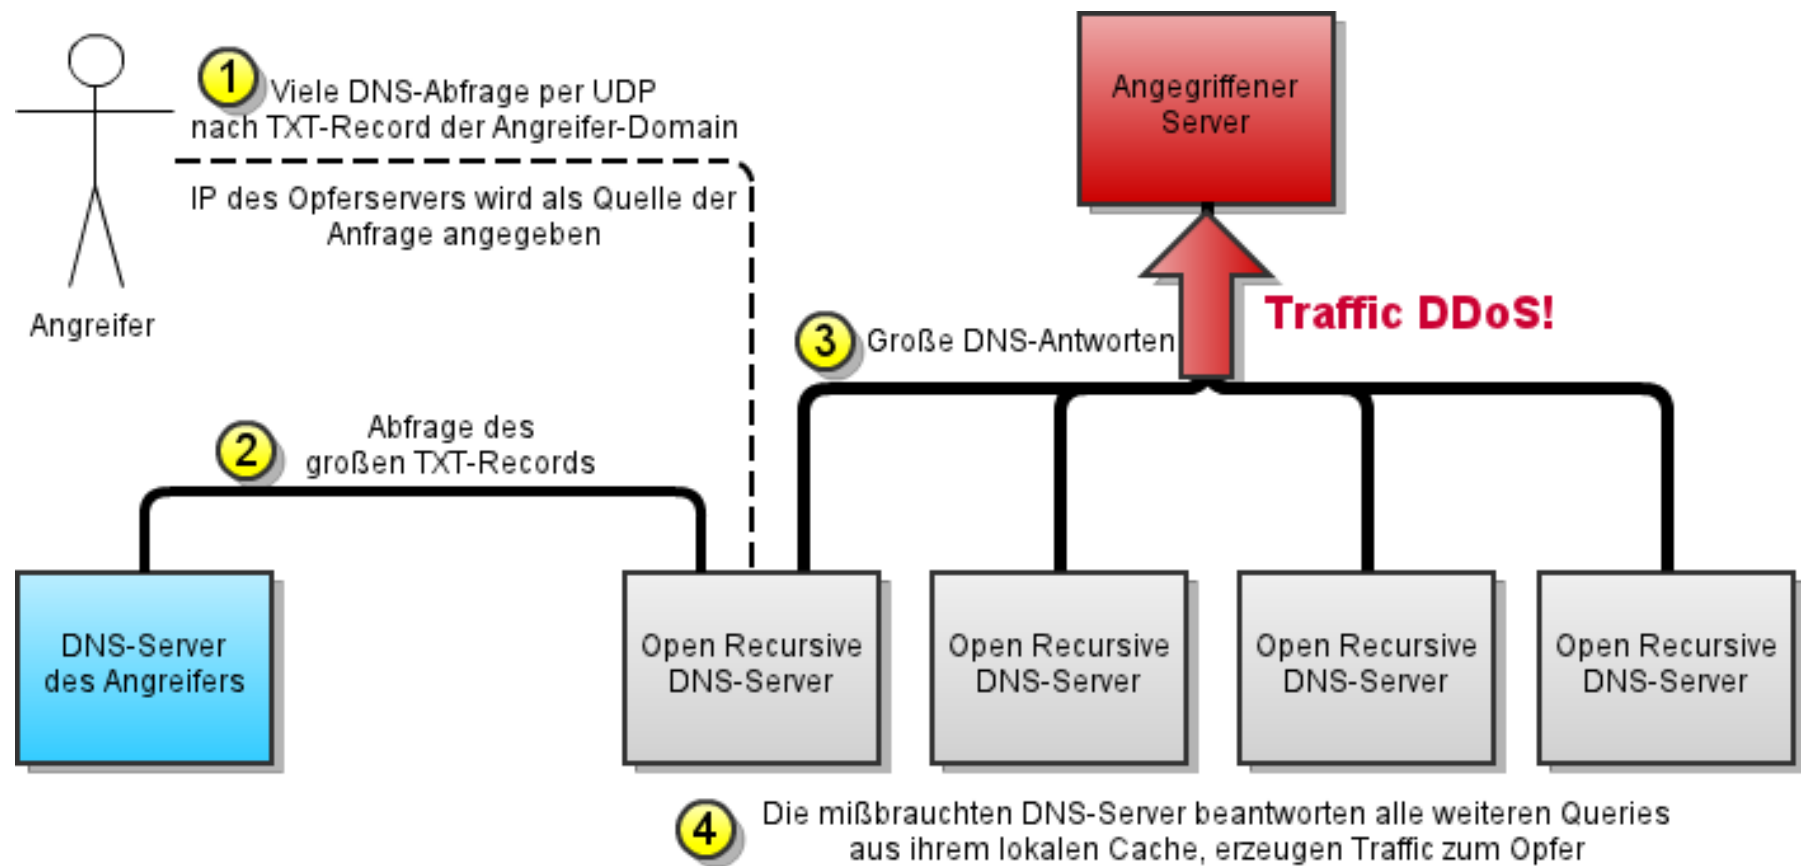 1
Viele DNS-Abfrage per UDP
nach TXT-Record der Angreifer-Domain
IP des Opferservers wird als Quelle der
Anfrage angegeben
Angreifer
Angegriffener
Server
Traffic DDoS!
3
Große DNS-Antworten
2
Abfrage des
großen TXT-Records
DNS-Server
des Angreifers
Open Recursive
DNS-Server
Open Recursive
DNS-Server
Open Recursive
DNS-Server
Open Recursive
DNS-Server
4
Die mißbrauchten DNS-Server beantworten alle weiteren Queries
aus ihrem lokalen Cache, erzeugen Traffic zum Opfer